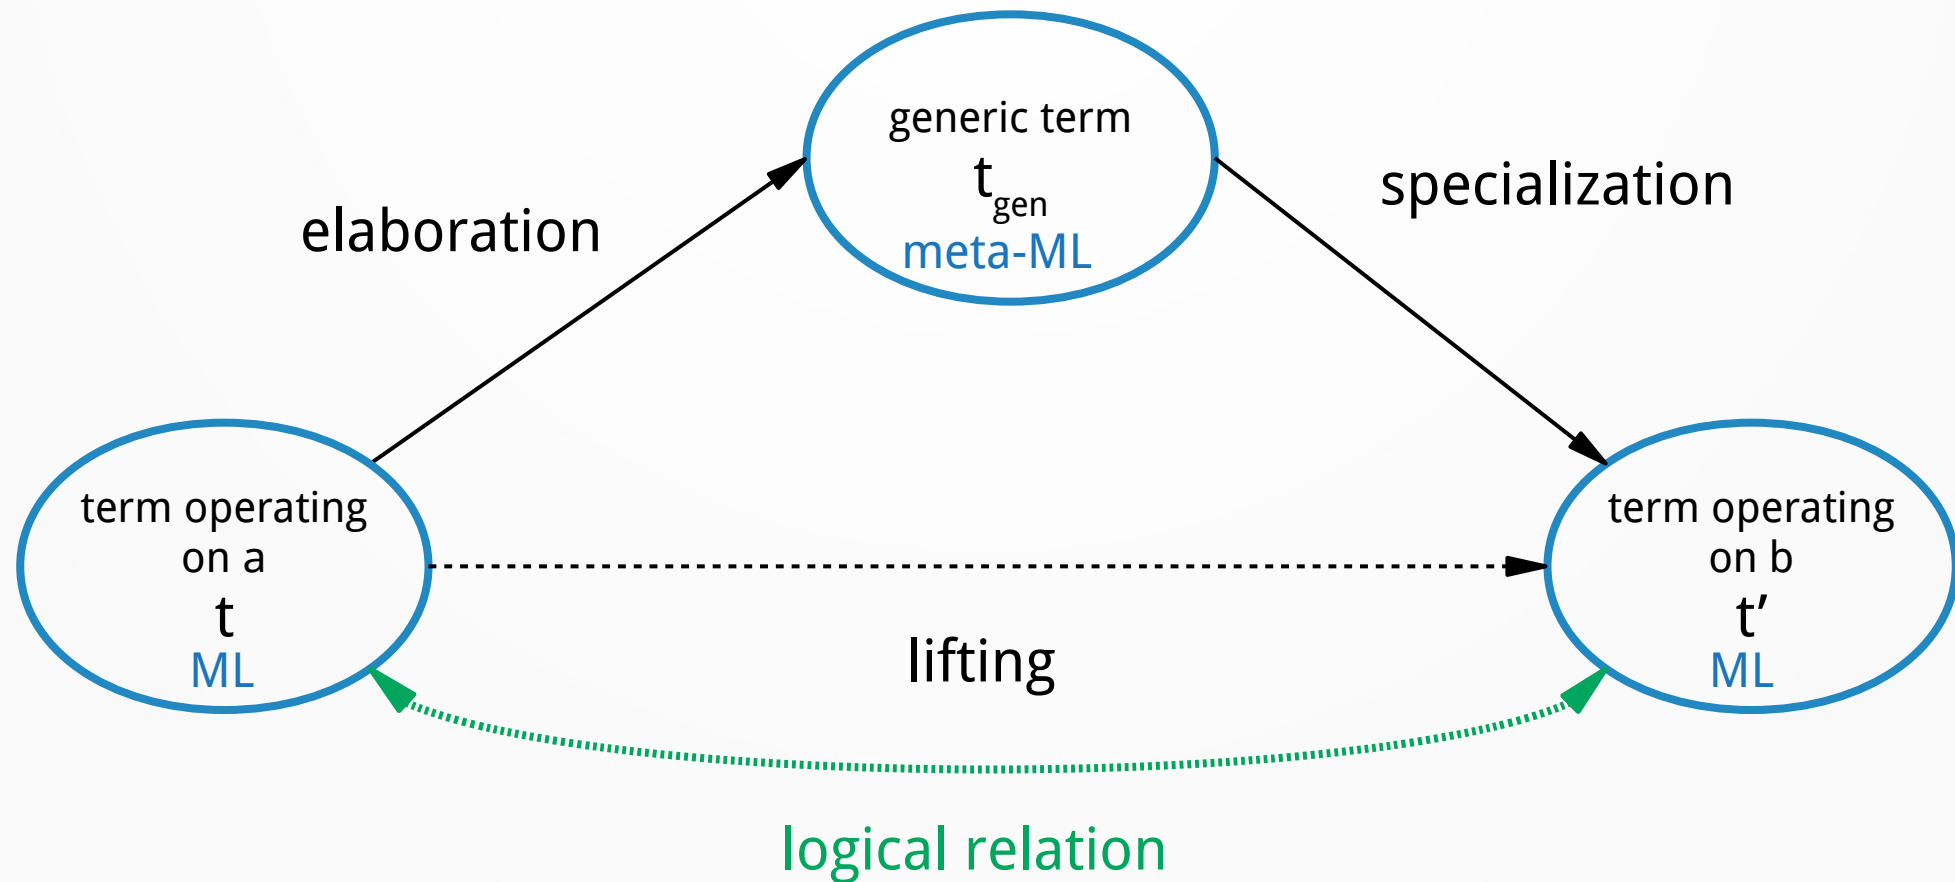 generic term
t_gen
meta-ML
elaboration
specialization
term operating
on a
t
ML
term operating
on b
t’
ML
lifting
logical relation